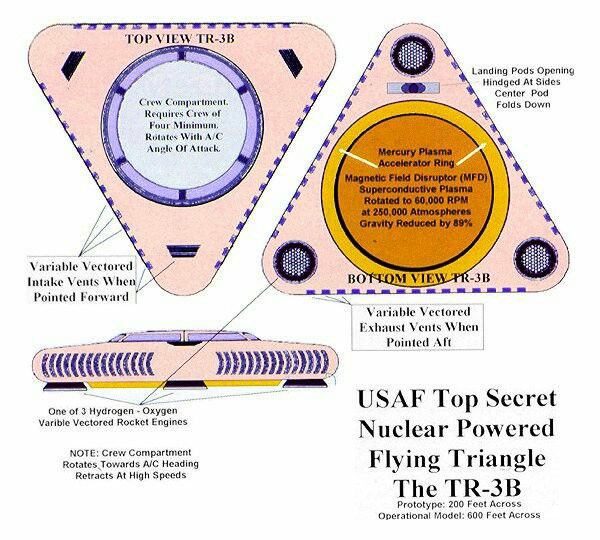 TOP VIEW TR-3B
Crew Compartment.
Requires Crew of
Four Minimum.
Rotates With A/C
Angle Of Attack.
Landing Pods Opening
Hindged At Sides
Center Pod
Folds Down
Mercury Plasma
Accelerator Ring
Magnetic Field Disruptor (MFD)
Superconductive Plasma
Rotated to 60,000 RPM
at 250,000 Atmospheres
Gravity Reduced by 89%
BOTTOM VIEW TR-3B
Variable Vectored
Intake Vents When
Pointed Forward
Variable Vectored
Exhaust Vents When
Pointed Aft
One of 3 Hydrogen - Oxygen
Varible Vectored Rocket Engines
NOTE: Crew Compartment
Rotates Towards A/C Heading
Retracts At High Speeds
USAF Top Secret
Nuclear Powered
Flying Triangle
The TR-3B
Prototype: 200 Feet Across
Operational Model: 600 Feet Across